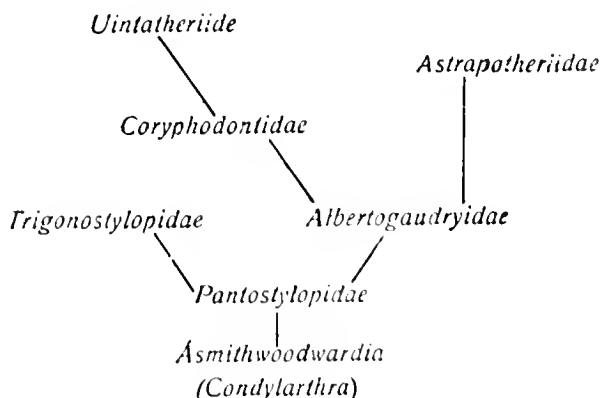 Uintatheriide
Astrapotheriidae
Coryphodontidae
Trigonostylopidae
Albertogaudryidae
Pantostylopidae
Asmithwoodwardia
(Condylarthra)